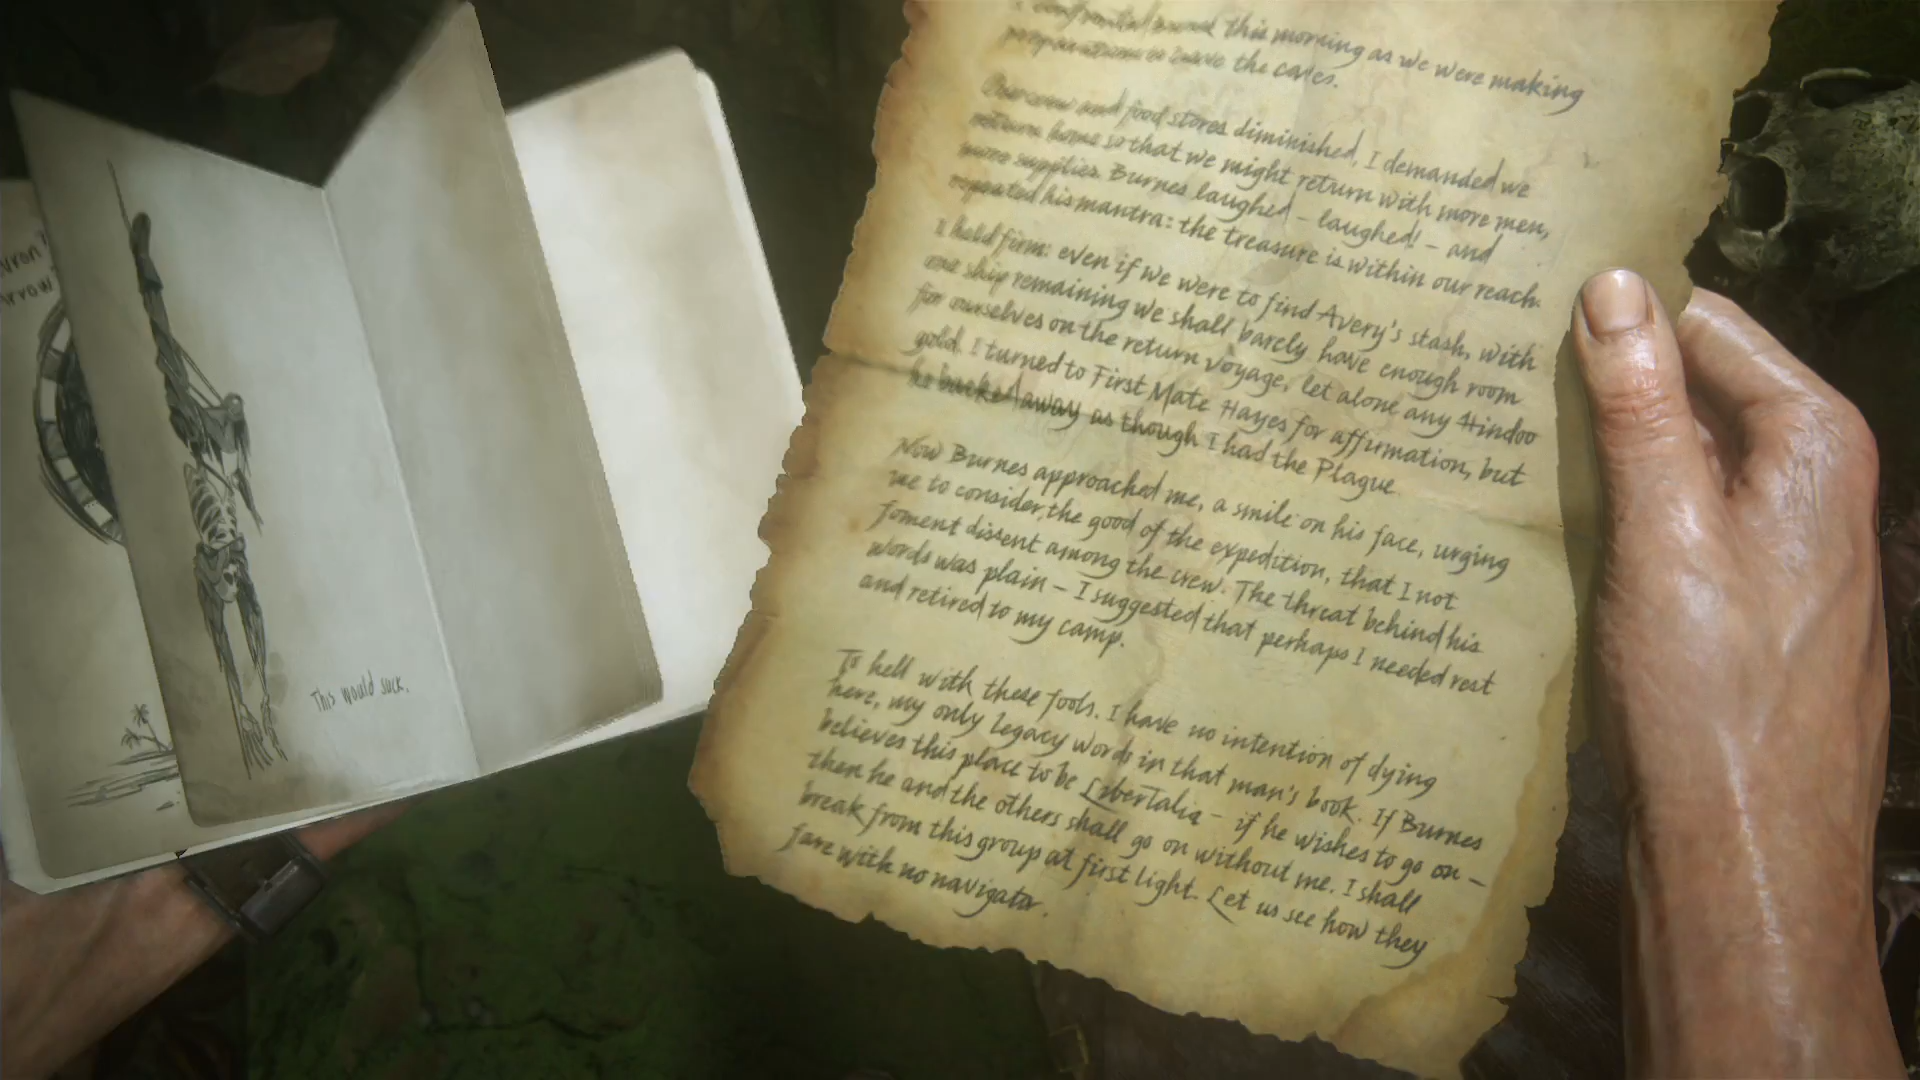 this morning as we were making
the caves.
Our crew and food stores diminished, I demanded we
return home so that we might return with more men,
more supplies. Burnes laughed - laughed! - and
repeated his mantra: the treasure is within our reach.
I held firm: even if we were to find Avery's stash, with
one ship remaining we shall barely have enough room
for ourselves on the return voyage, let alone any Hindoo
gold. I turned to First Mate Hayes for affirmation, but
he backed away as though I had the Plague.
Now Burnes approached me, a smile on his face, urging
me to consider the good of the expedition, that I not
foment dissent among the crew. The threat behind his
words was plain - I suggested that perhaps I needed rest
and retired to my camp.
To hell with these fools. I have no intention of dying
here, my only legacy words in that man's book. If Burnes
believes this place to be Libertalia - if he wishes to go on -
then he and the others shall go on without me. I shall
break from this group at first light. Let us see how they
fare with no navigator.
This would suck.